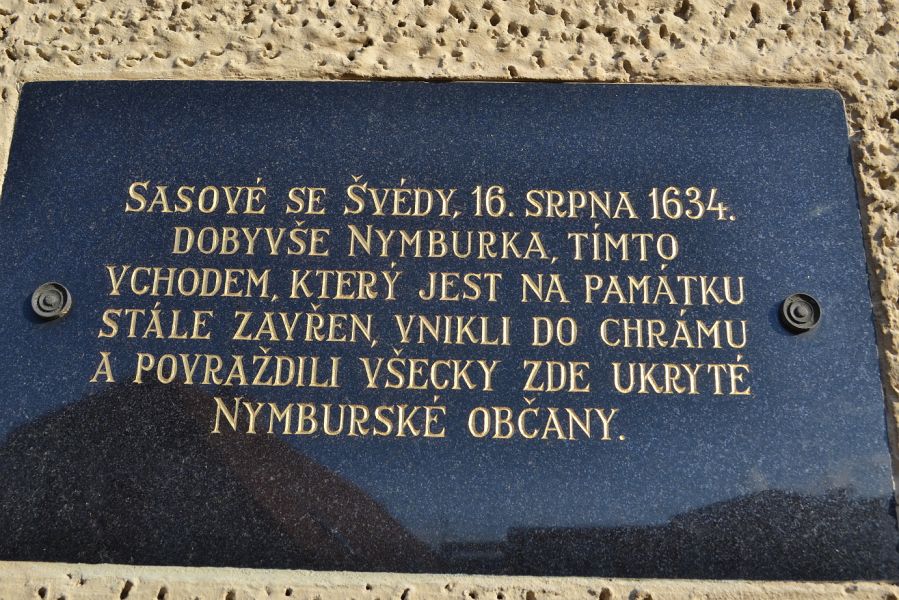 Sasové se Švédy, 16. srpna 1634.
dobyvše Nymburka, tímto
vchodem, který jest na památku
stále zavřen, vnikli do chrámu
a povraždili všecky zde ukryté
Nymburské občany.